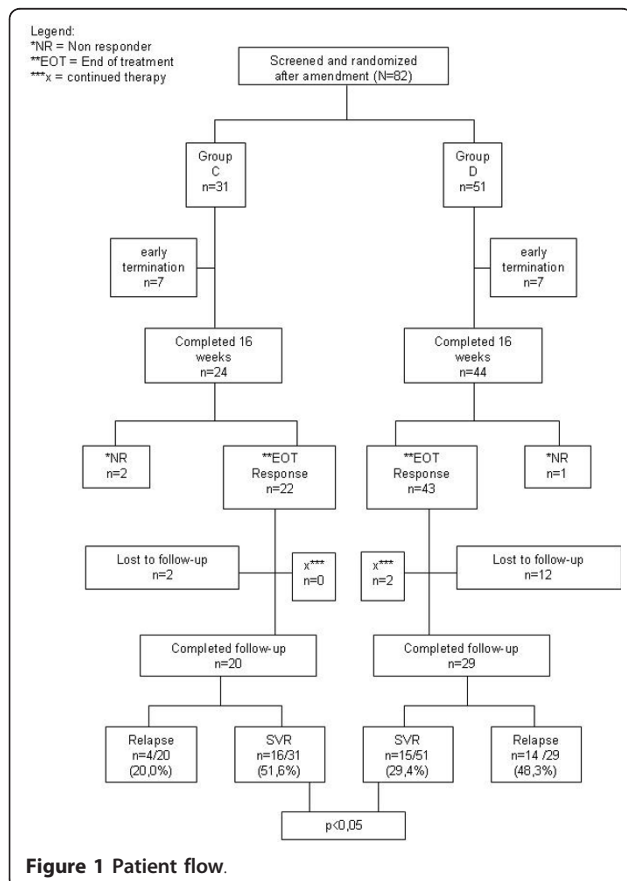 Legend:
*NR = Non responder
**EOT = End of treatment
***x = continued therapy
Screened and randomized
after amendment (N=82)
Group
C
n=31
Group
D
n=51
early
termination
n=7
early
termination
n=7
Completed 16
weeks
n=24
Completed 16
weeks
n=44
*NR
n=2
**EOT
Response
n=22
**EOT
Response
n=43
*NR
n=1
Lost to follow-up
n=2
x***
n=0
x***
n=2
Lost to follow-up
n=12
Completed follow-up
n=20
Completed follow-up
n=29
Relapse
n=4/20
(20,0%)
SVR
n=16/31
(51,6%)
SVR
n=15/51
(29,4%)
Relapse
n=14 /29
(48,3%)
p<0,05
Figure 1 Patient flow.